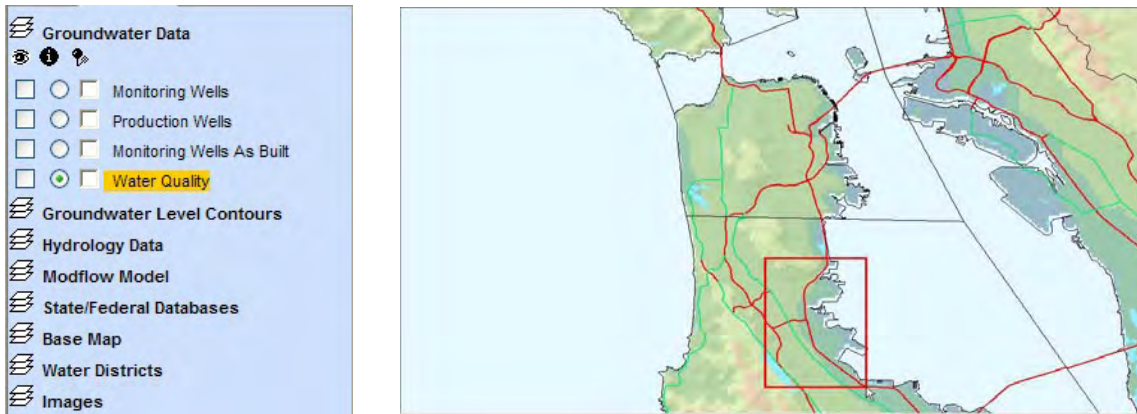 Groundwater Data
Monitoring Wells
Production Wells
Monitoring Wells As Built
Water Quality
Groundwater Level Contours
Hydrology Data
Modflow Model
State/Federal Databases
Base Map
Water Districts
Images